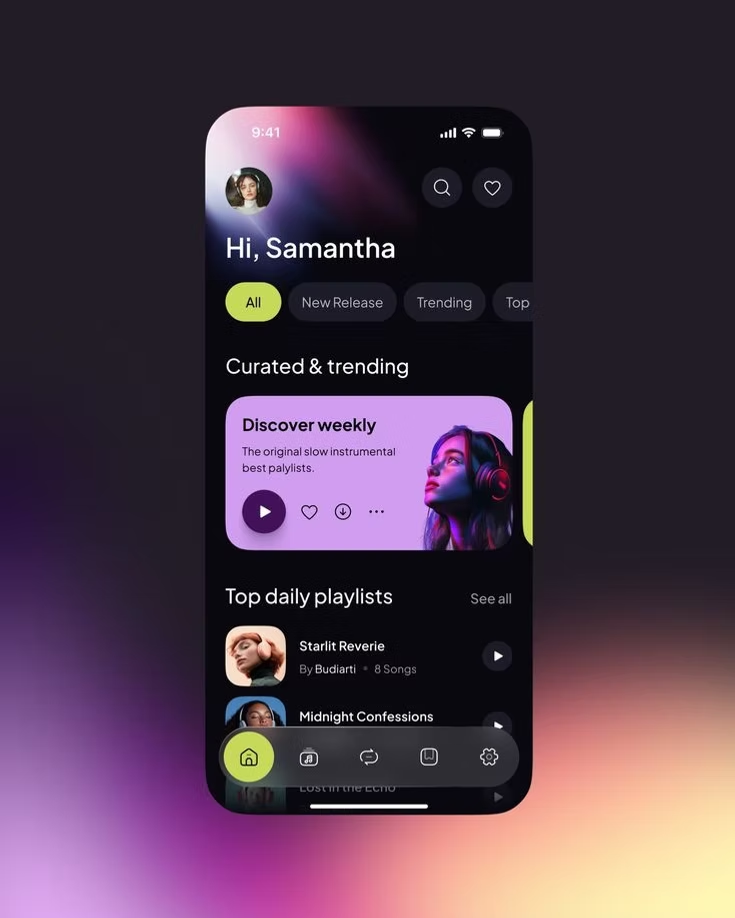 9:41
Hi, Samantha
All
New Release
Trending
Top
Curated & trending
Discover weekly
The original slow instrumental
best palylists.
Top daily playlists
See all
Starlit Reverie
By Budiarti • 8 Songs
Midnight Confessions
Lost in the Echo